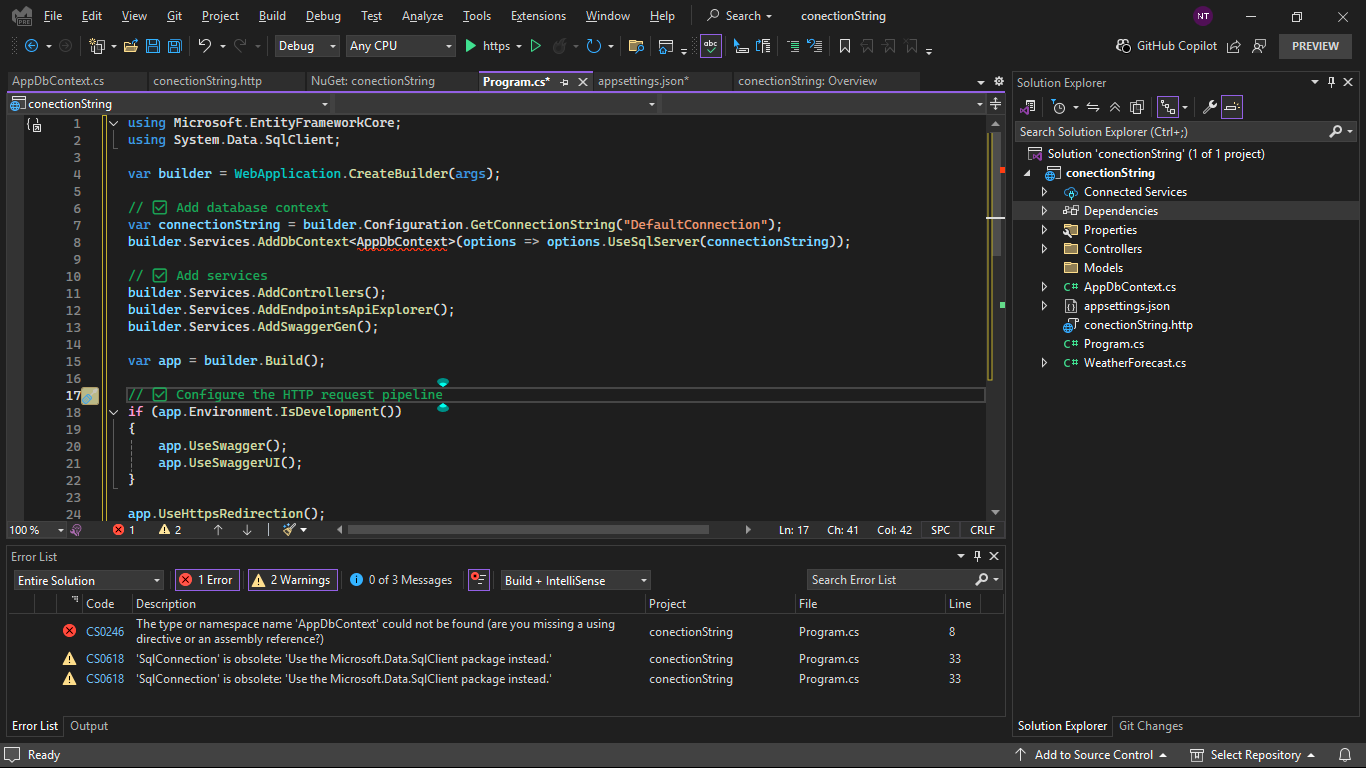 File Edit View Git Project Build Debug Test Analyze Tools Extensions Window Help Search conectionString NT
Debug Any CPU https GitHub Copilot PREVIEW
AppDbContext.cs conectionString.http NuGet: conectionString Program.cs* appsettings.json* conectionString: Overview
conectionString
1 using Microsoft.EntityFrameworkCore;
2 using System.Data.SqlClient;
3
4 var builder = WebApplication.CreateBuilder(args);
5
6 // ✅ Add database context
7 var connectionString = builder.Configuration.GetConnectionString("DefaultConnection");
8 builder.Services.AddDbContext<AppDbContext>(options => options.UseSqlServer(connectionString));
9
10 // ✅ Add services
11 builder.Services.AddControllers();
12 builder.Services.AddEndpointsApiExplorer();
13 builder.Services.AddSwaggerGen();
14
15 var app = builder.Build();
16
17 // ✅ Configure the HTTP request pipeline
18 if (app.Environment.IsDevelopment())
19 {
20 app.UseSwagger();
21 app.UseSwaggerUI();
22 }
23
24 app.UseHttpsRedirection();
100 % 1 2 Ln: 17 Ch: 41 Col: 42 SPC CRLF
Error List
Entire Solution 1 Error 2 Warnings 0 of 3 Messages Build + IntelliSense Search Error List
Code Description Project File Line
CS0246 The type or namespace name 'AppDbContext' could not be found (are you missing a using
directive or an assembly reference?) conectionString Program.cs 8
CS0618 'SqlConnection' is obsolete: 'Use the Microsoft.Data.SqlClient package instead.' conectionString Program.cs 33
CS0618 'SqlConnection' is obsolete: 'Use the Microsoft.Data.SqlClient package instead.' conectionString Program.cs 33
Error List Output
Solution Explorer
Search Solution Explorer (Ctrl+;)
Solution 'conectionString' (1 of 1 project)
conectionString
Connected Services
Dependencies
Properties
Controllers
Models
C# AppDbContext.cs
appsettings.json
conectionString.http
C# Program.cs
C# WeatherForecast.cs
Solution Explorer Git Changes
Ready Add to Source Control Select Repository